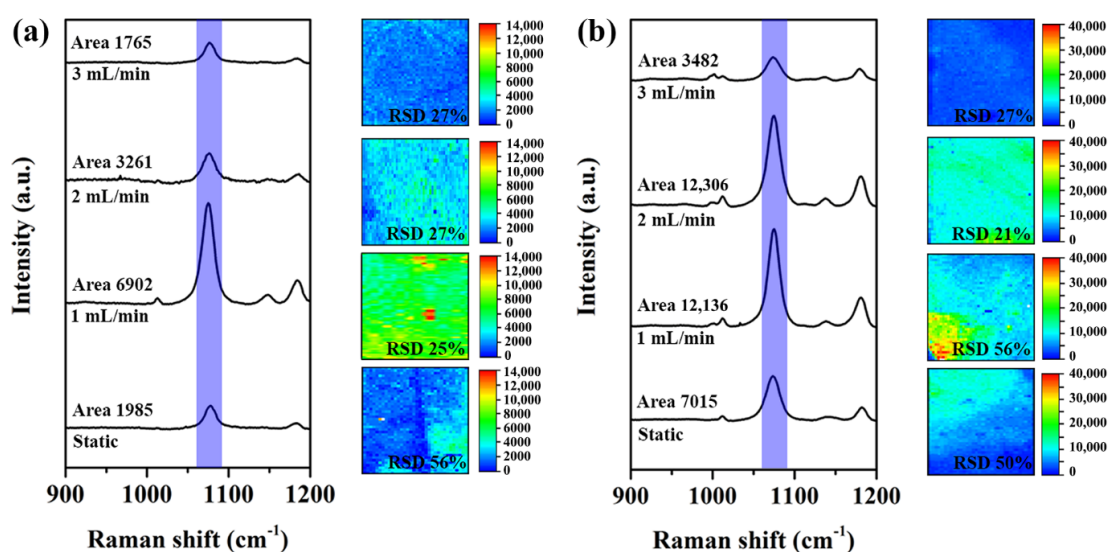 (a)
Intensity (a.u.)
Area 1765
3 mL/min
Area 3261
2 mL/min
Area 6902
1 mL/min
Area 1985
Static
900 1000 1100 1200
Raman shift (cm-1)
RSD 27%
14,000
12,000
10,000
8000
6000
4000
2000
0
RSD 27%
14,000
12,000
10,000
8000
6000
4000
2000
0
RSD 25%
14,000
12,000
10,000
8000
6000
4000
2000
0
RSD 56%
14,000
12,000
10,000
8000
6000
4000
2000
0
(b)
Intensity (a.u.)
Area 3482
3 mL/min
Area 12,306
2 mL/min
Area 12,136
1 mL/min
Area 7015
Static
900 1000 1100 1200
Raman shift (cm-1)
RSD 27%
40,000
30,000
20,000
10,000
0
RSD 21%
40,000
30,000
20,000
10,000
0
RSD 56%
40,000
30,000
20,000
10,000
0
RSD 50%
40,000
30,000
20,000
10,000
0